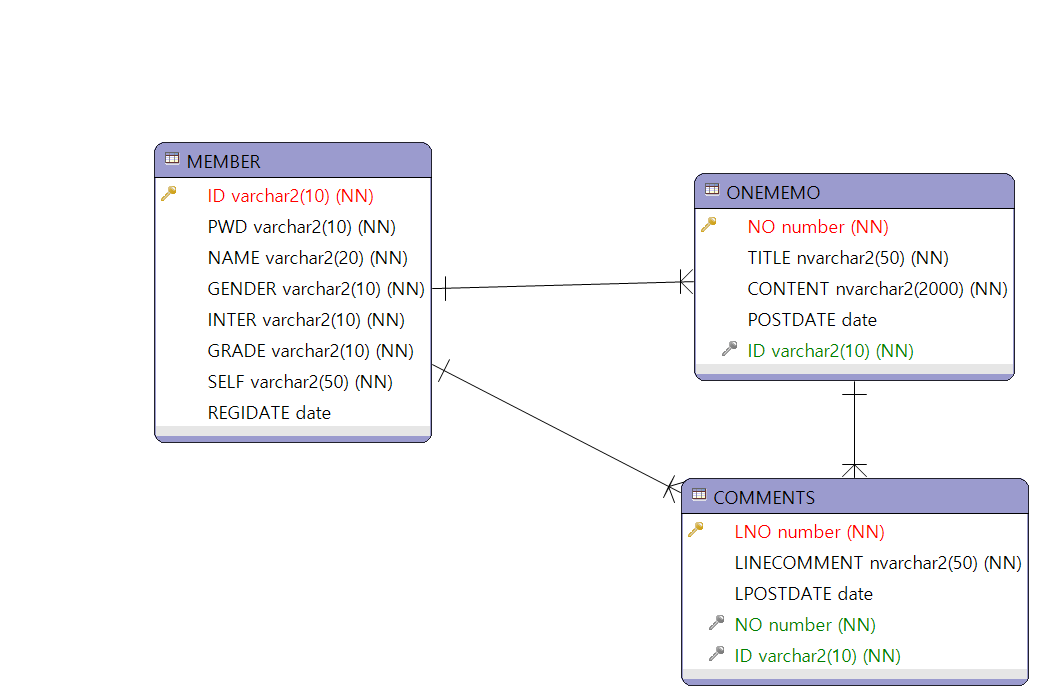 MEMBER
ID varchar2(10) (NN)
PWD varchar2(10) (NN)
NAME varchar2(20) (NN)
GENDER varchar2(10) (NN)
INTER varchar2(10) (NN)
GRADE varchar2(10) (NN)
SELF varchar2(50) (NN)
REGIDATE date
ONEMEMO
NO number (NN)
TITLE nvarchar2(50) (NN)
CONTENT nvarchar2(2000) (NN)
POSTDATE date
ID varchar2(10) (NN)
COMMENTS
LNO number (NN)
LINECOMMENT nvarchar2(50) (NN)
LPOSTDATE date
NO number (NN)
ID varchar2(10) (NN)